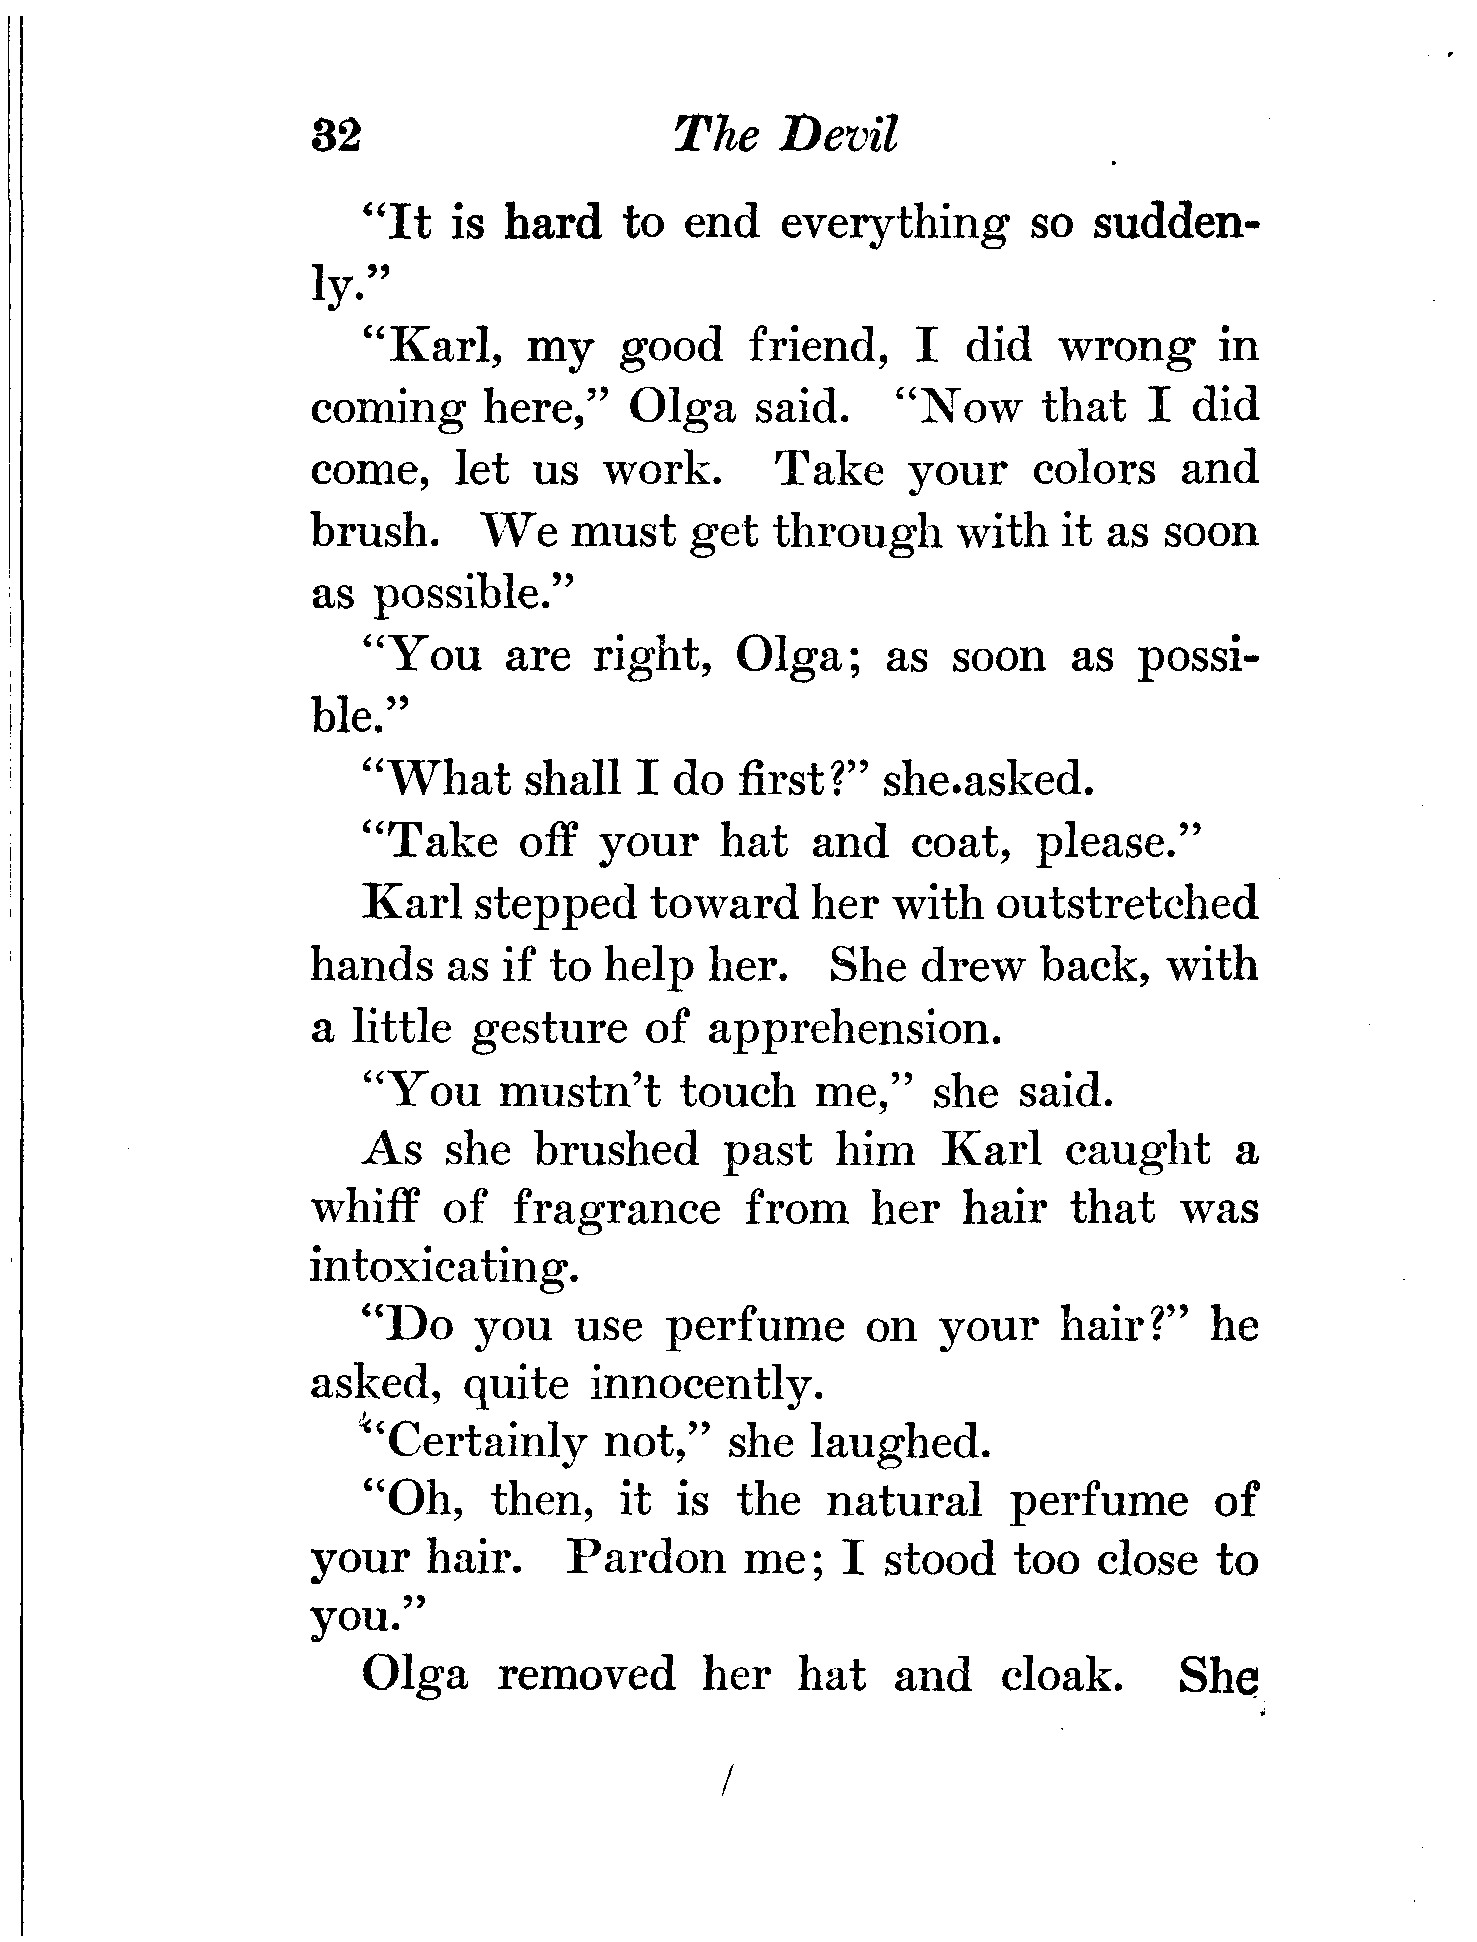 32 The Devil
“It is hard to end everything so sudden-
ly.”
“Karl, my good friend, I did wrong in
coming here,” Olga said. “Now that I did
come, let us work. Take your colors and
brush. We must get through with it as soon
as possible.”
“You are right, Olga; as soon as possi-
ble.”
“What shall I do first?” she.asked.
“Take off your hat and coat, please.”
Karl stepped toward her with outstretched
hands as if to help her. She drew back, with
a little gesture of apprehension.
“You mustn’t touch me,” she said.
As she brushed past him Karl caught a
whiff of fragrance from her hair that was
intoxicating.
“Do you use perfume on your hair?” he
asked, quite innocently.
“Certainly not,” she laughed.
“Oh, then, it is the natural perfume of
your hair. Pardon me; I stood too close to
you.”
Olga removed her hat and cloak. She